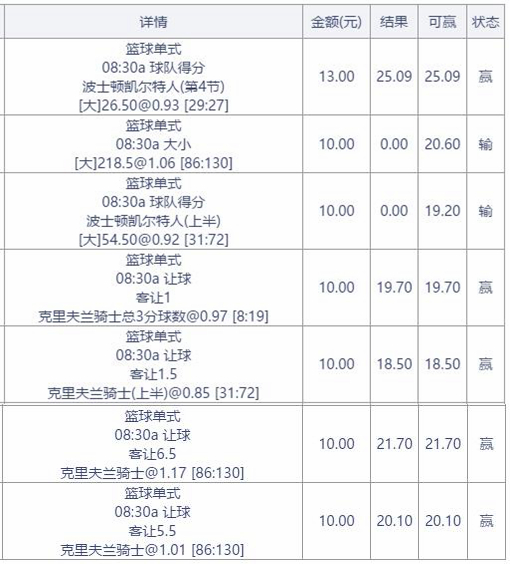 详情 金额(元) 结果 可赢 状态
篮球单式
08:30a 球队得分
波士顿凯尔特人(第4节)
[大]26.50@0.93 [29:27]
13.00 25.09 25.09 赢
篮球单式
08:30a 大小
[大]218.5@1.06 [86:130]
10.00 0.00 20.60 输
篮球单式
08:30a 球队得分
波士顿凯尔特人(上半)
[大]54.50@0.92 [31:72]
10.00 0.00 19.20 输
篮球单式
08:30a 让球
客让1
克里夫兰骑士总3分球数@0.97 [8:19]
10.00 19.70 19.70 赢
篮球单式
08:30a 让球
客让1.5
克里夫兰骑士(上半)@0.85 [31:72]
10.00 18.50 18.50 赢
篮球单式
08:30a 让球
客让6.5
克里夫兰骑士@1.17 [86:130]
10.00 21.70 21.70 赢
篮球单式
08:30a 让球
客让5.5
克里夫兰骑士@1.01 [86:130]
10.00 20.10 20.10 赢